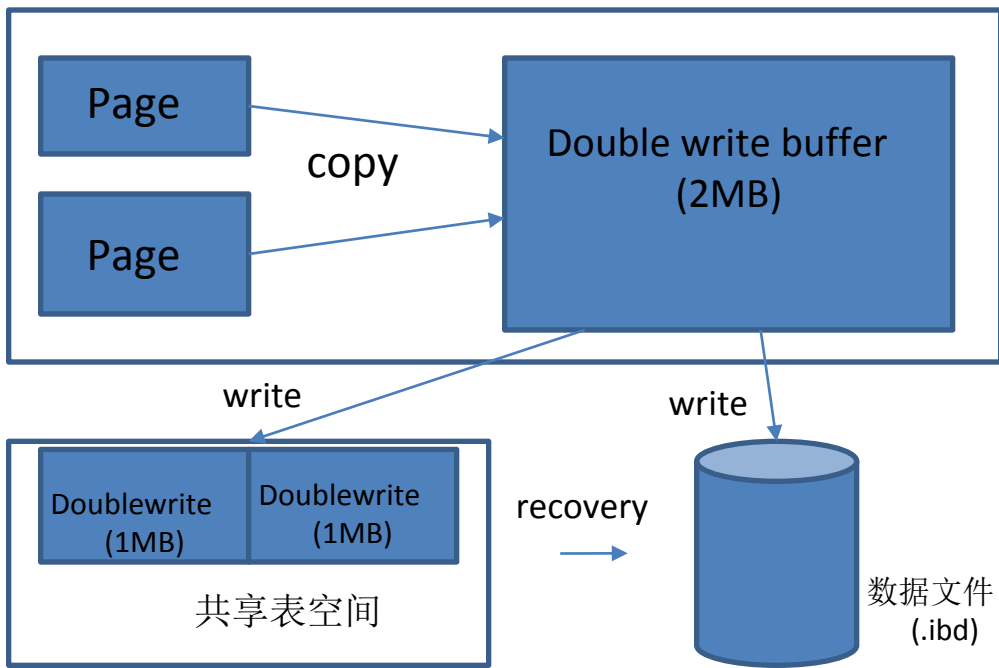 Page
copy
Page
Double write buffer
(2MB)
write
write
Doublewrite
(1MB)
Doublewrite
(1MB)
recovery
共享表空间
数据文件
(.ibd)